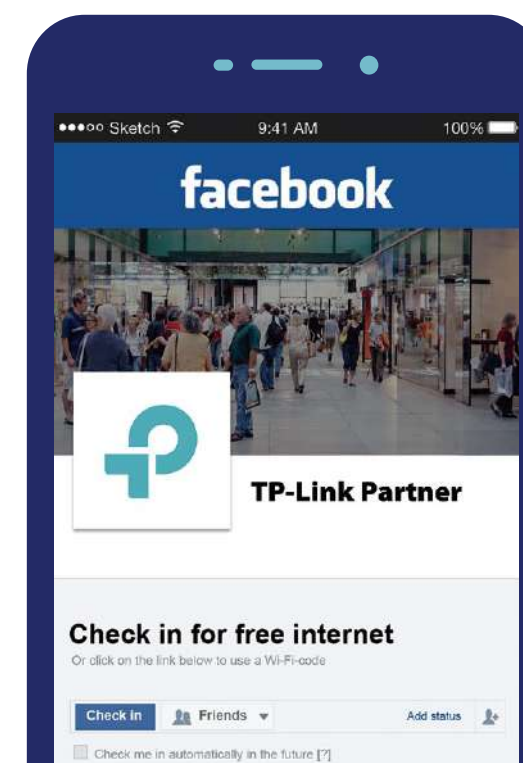 ●●●○○ Sketch 9:41 AM 100%
facebook
TP-Link Partner
Check in for free internet
Or click on the link below to use a Wi-Fi-code
Check in Friends Add status
Check me in automatically in the future [?]